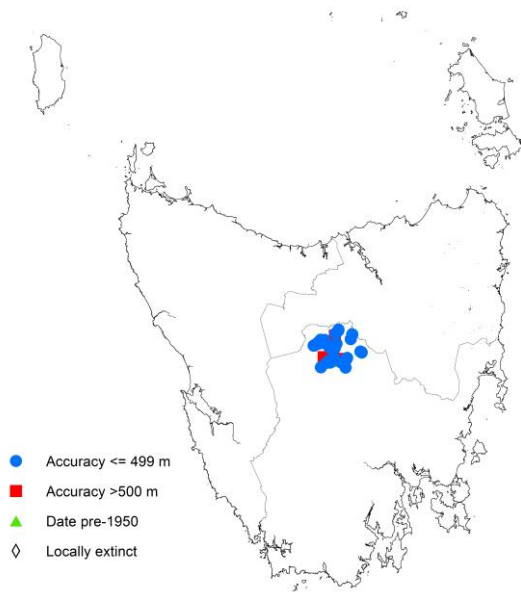 Accuracy <= 499 m
Accuracy >500 m
Date pre-1950
Locally extinct